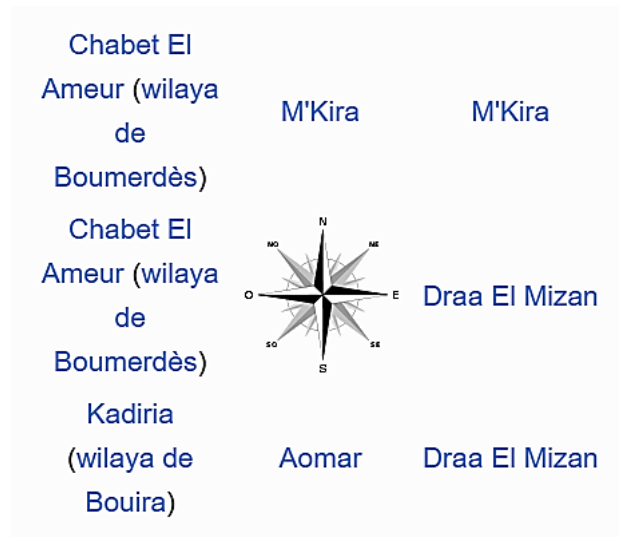 Chabet El
Ameur (wilaya
de
Boumerdès)
M'Kira
M'Kira
Chabet El
Ameur (wilaya
de
Boumerdès)
N
NO
NE
O
E
SO
SE
S
Draa El Mizan
Kadiria
(wilaya de
Bouira)
Aomar
Draa El Mizan